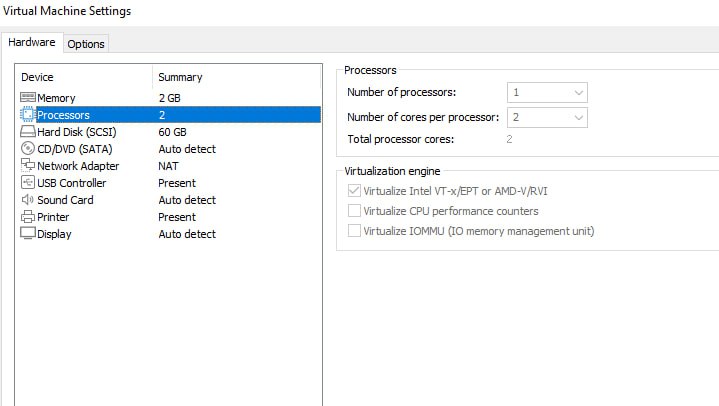 Virtual Machine Settings
Hardware Options
Device Summary
Memory 2 GB
Processors 2
Hard Disk (SCSI) 60 GB
CD/DVD (SATA) Auto detect
Network Adapter NAT
USB Controller Present
Sound Card Auto detect
Printer Present
Display Auto detect
Processors
Number of processors: 1
Number of cores per processor: 2
Total processor cores: 2
Virtualization engine
Virtualize Intel VT-x/EPT or AMD-V/RVI
Virtualize CPU performance counters
Virtualize IOMMU (IO memory management unit)